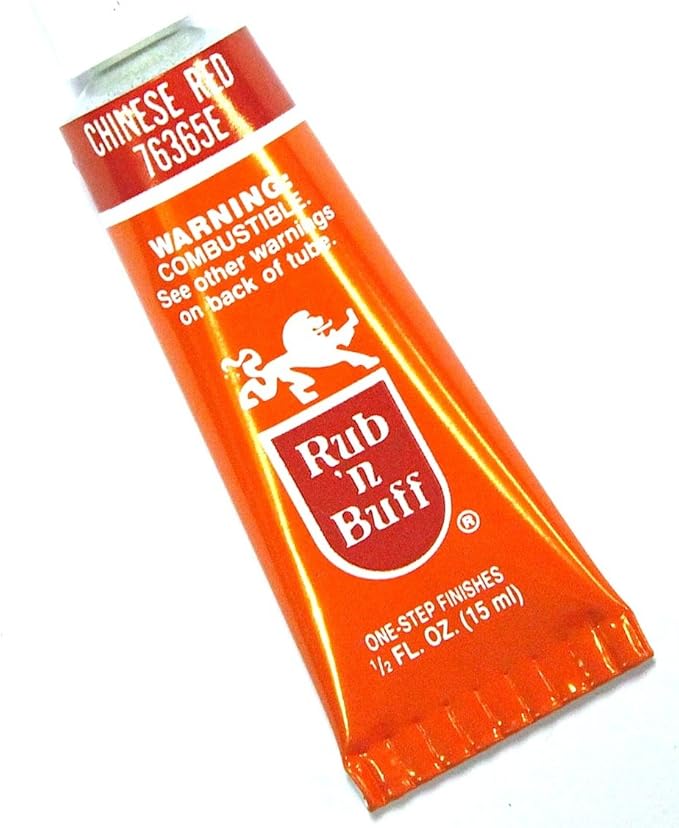 CHINESE RED
76365E
WARNING:
COMBUSTIBLE.
See other warnings
on back of tube.
Rub
'n
Buff
®
ONE-STEP FINISHES
1/2 FL. OZ. (15 ml)